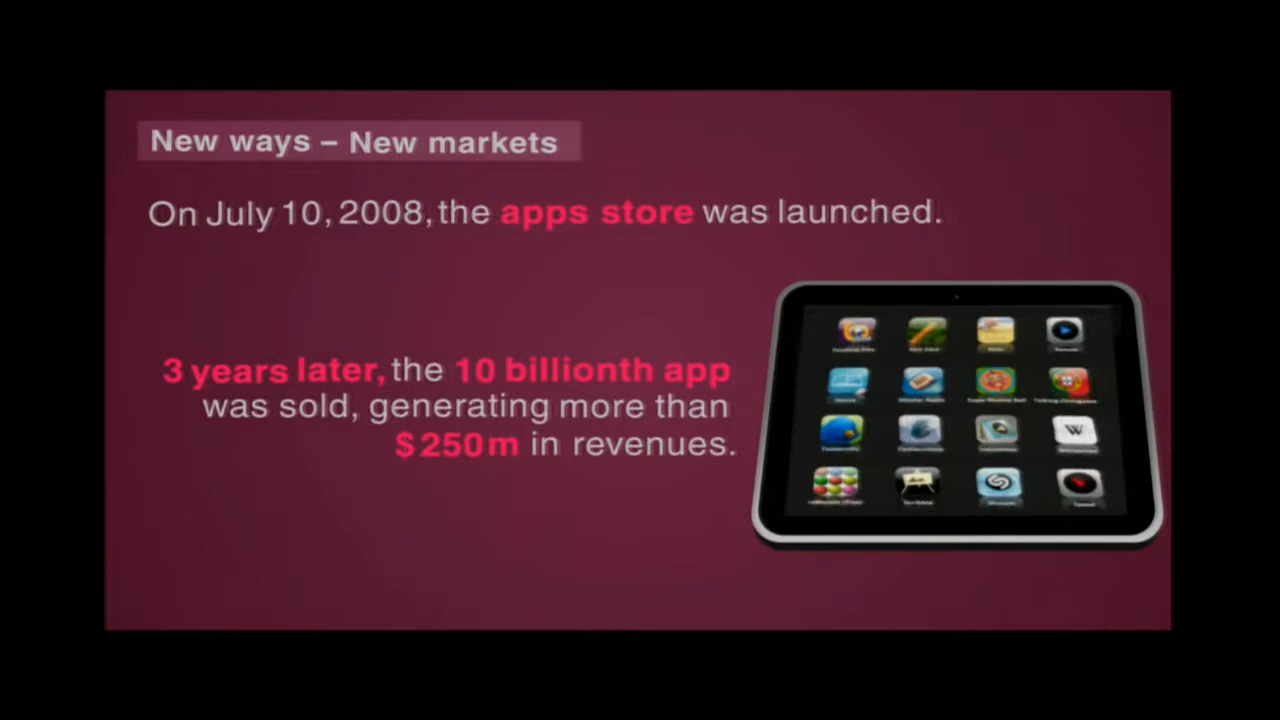 New ways – New markets
On July 10, 2008, the apps store was launched.
3 years later, the 10 billionth app
was sold, generating more than
$250m in revenues.
W